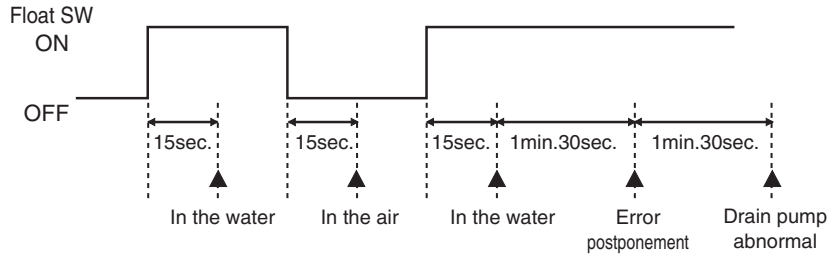 Float SW
ON
OFF
15sec. 15sec. 15sec. 1min.30sec. 1min.30sec.
In the water In the air In the water Error postponement Drain pump abnormal